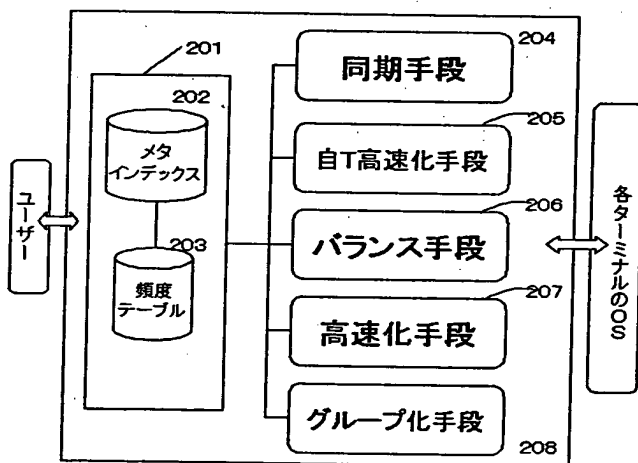 ユーザー
201
202
メタ
インデックス
203
頻度
テーブル
204
同期手段
205
自T高速化手段
206
バランス手段
207
高速化手段
グループ化手段
208
各ターミナルのOS